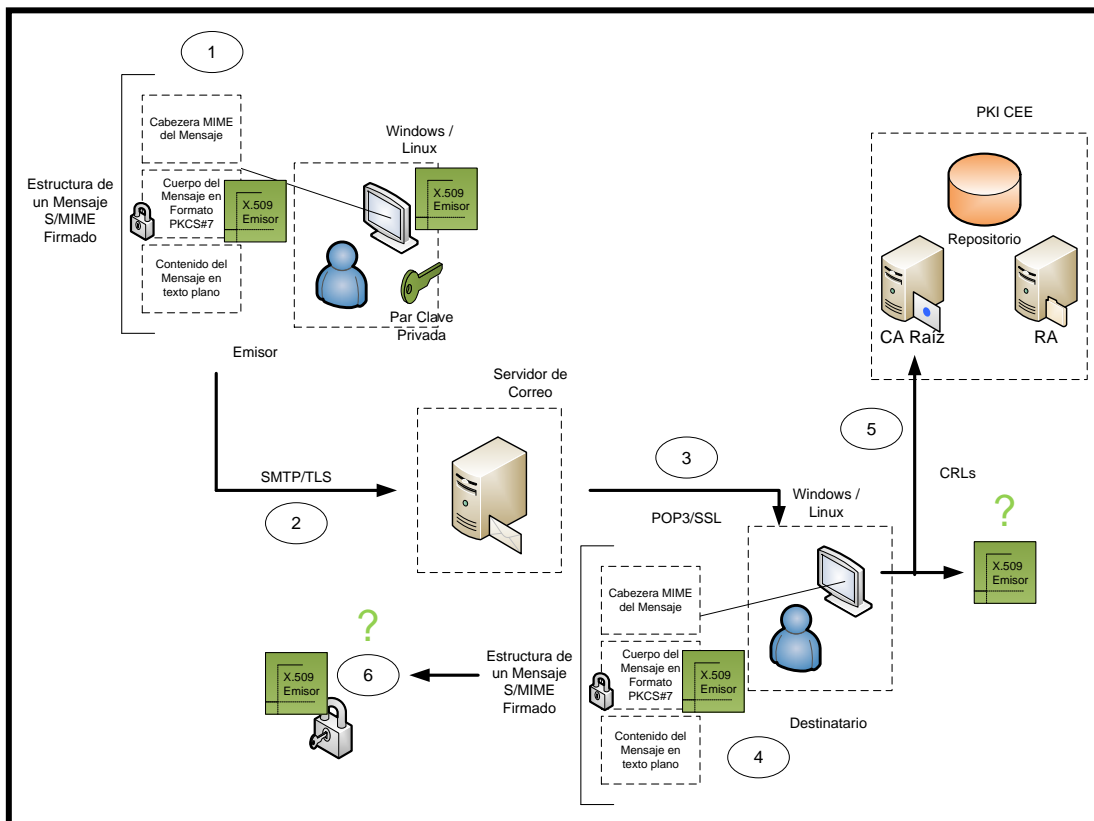 1
Cabezera MIME
del Mensaje
Estructura de
un Mensaje
S/MIME
Firmado
Cuerpo del
Mensaje en
Formato
PKCS#7
X.509
Emisor
Contenido del
Mensaje en
texto plano
Windows /
Linux
X.509
Emisor
Par Clave
Privada
Emisor
PKI CEE
Repositorio
CA Raíz
RA
Servidor de
Correo
SMTP/TLS
2
3
POP3/SSL
Windows /
Linux
5
CRLs
?
X.509
Emisor
Cabezera MIME
del Mensaje
Estructura de
un Mensaje
S/MIME
Firmado
Cuerpo del
Mensaje en
Formato
PKCS#7
X.509
Emisor
Contenido del
Mensaje en
texto plano
Destinatario
4
?
6
X.509
Emisor